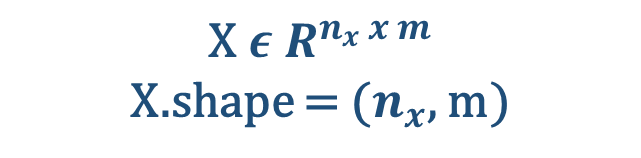 X ϵ R^{n_x x m}
X.shape = (n_x, m)